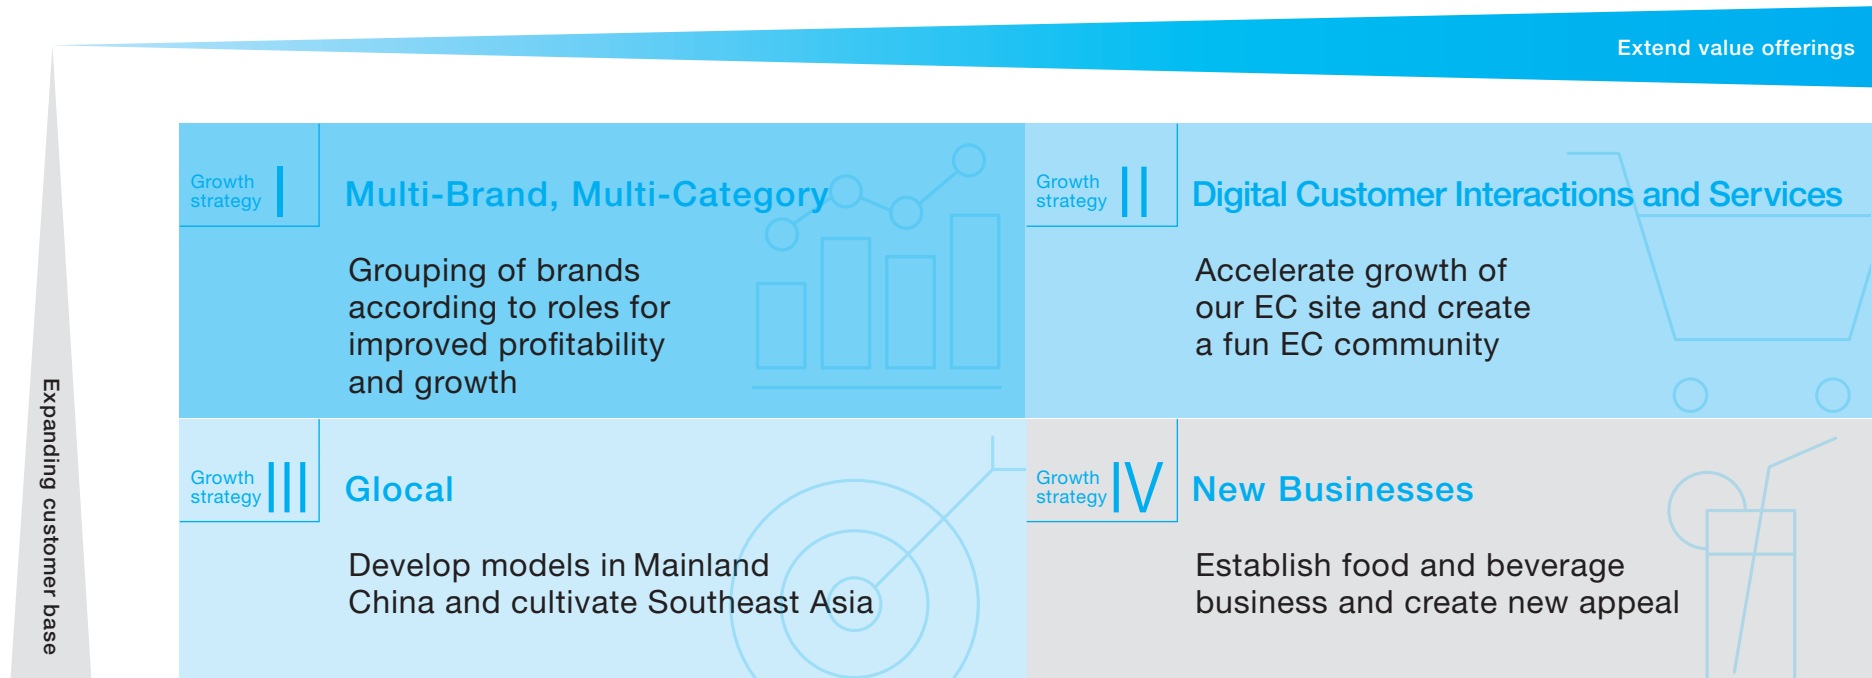 Extend value offerings
Expanding customer base
Growth
strategy
I
Multi-Brand, Multi-Category
Grouping of brands
according to roles for
improved profitability
and growth
Growth
strategy
II
Digital Customer Interactions and Services
Accelerate growth of
our EC site and create
a fun EC community
Growth
strategy
III
Glocal
Develop models in Mainland
China and cultivate Southeast Asia
Growth
strategy
IV
New Businesses
Establish food and beverage
business and create new appeal